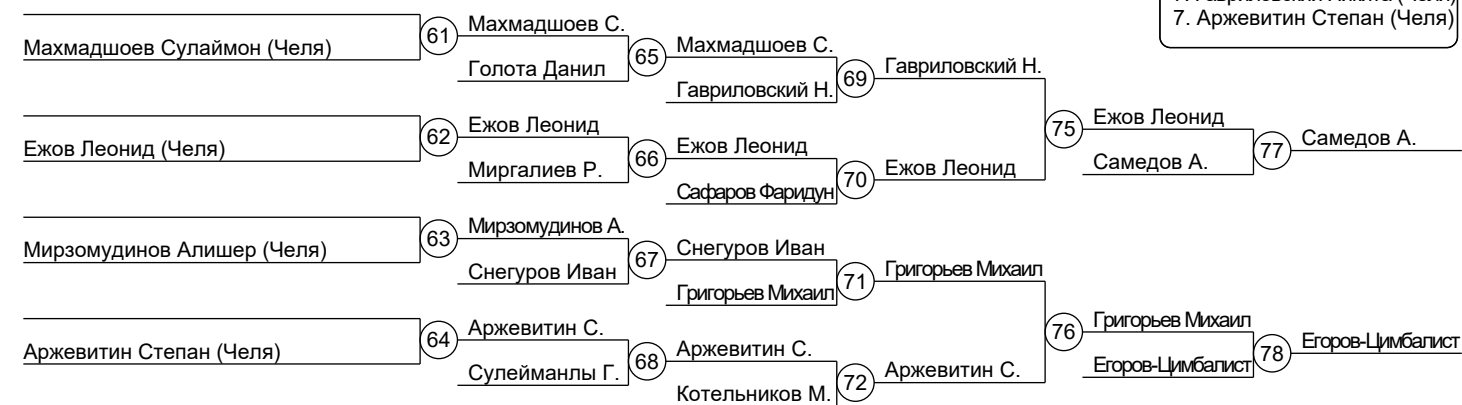 7. Аржевитин Степан (Челя)
Махмадшоев Сулаймон (Челя)
61
Махмадшоев С.
Голота Данил
65
Махмадшоев С.
Гавриловский Н.
69
Гавриловский Н.
Ежов Леонид (Челя)
62
Ежов Леонид
Миргалиев Р.
66
Ежов Леонид
Сафаров Фаридун
70
Ежов Леонид
75
Ежов Леонид
Самедов А.
77
Самедов А.
Мирзомудинов Алишер (Челя)
63
Мирзомудинов А.
Снегуров Иван
67
Снегуров Иван
Григорьев Михаил
71
Григорьев Михаил
Аржевитин Степан (Челя)
64
Аржевитин С.
Сулейманлы Г.
68
Аржевитин С.
Котельников М.
72
Аржевитин С.
76
Григорьев Михаил
Егоров-Цимбалист
78
Егоров-Цимбалист